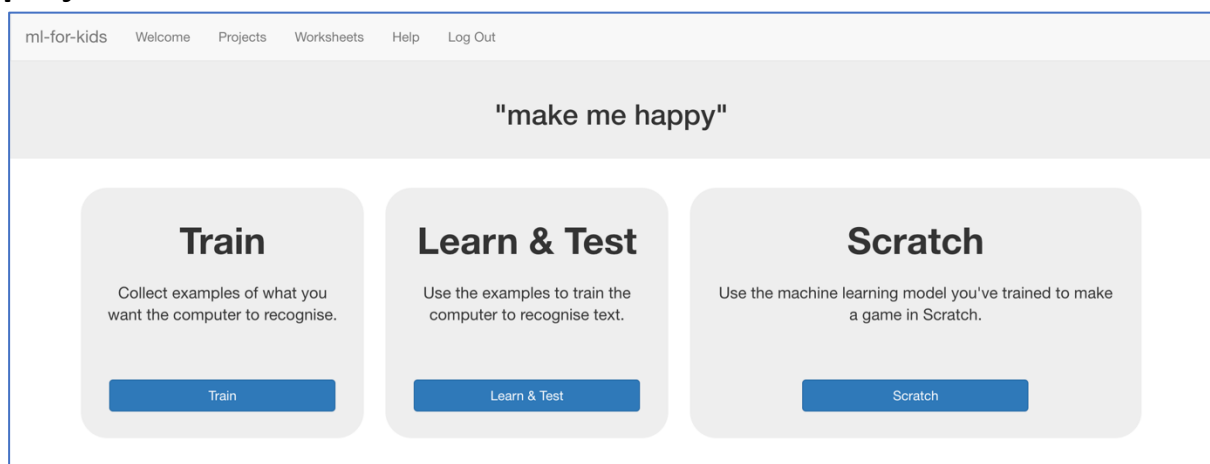 ml-for-kids Welcome Projects Worksheets Help Log Out
"make me happy"
Train
Collect examples of what you
want the computer to recognise.
Train
Learn & Test
Use the examples to train the
computer to recognise text.
Learn & Test
Scratch
Use the machine learning model you've trained to make
a game in Scratch.
Scratch